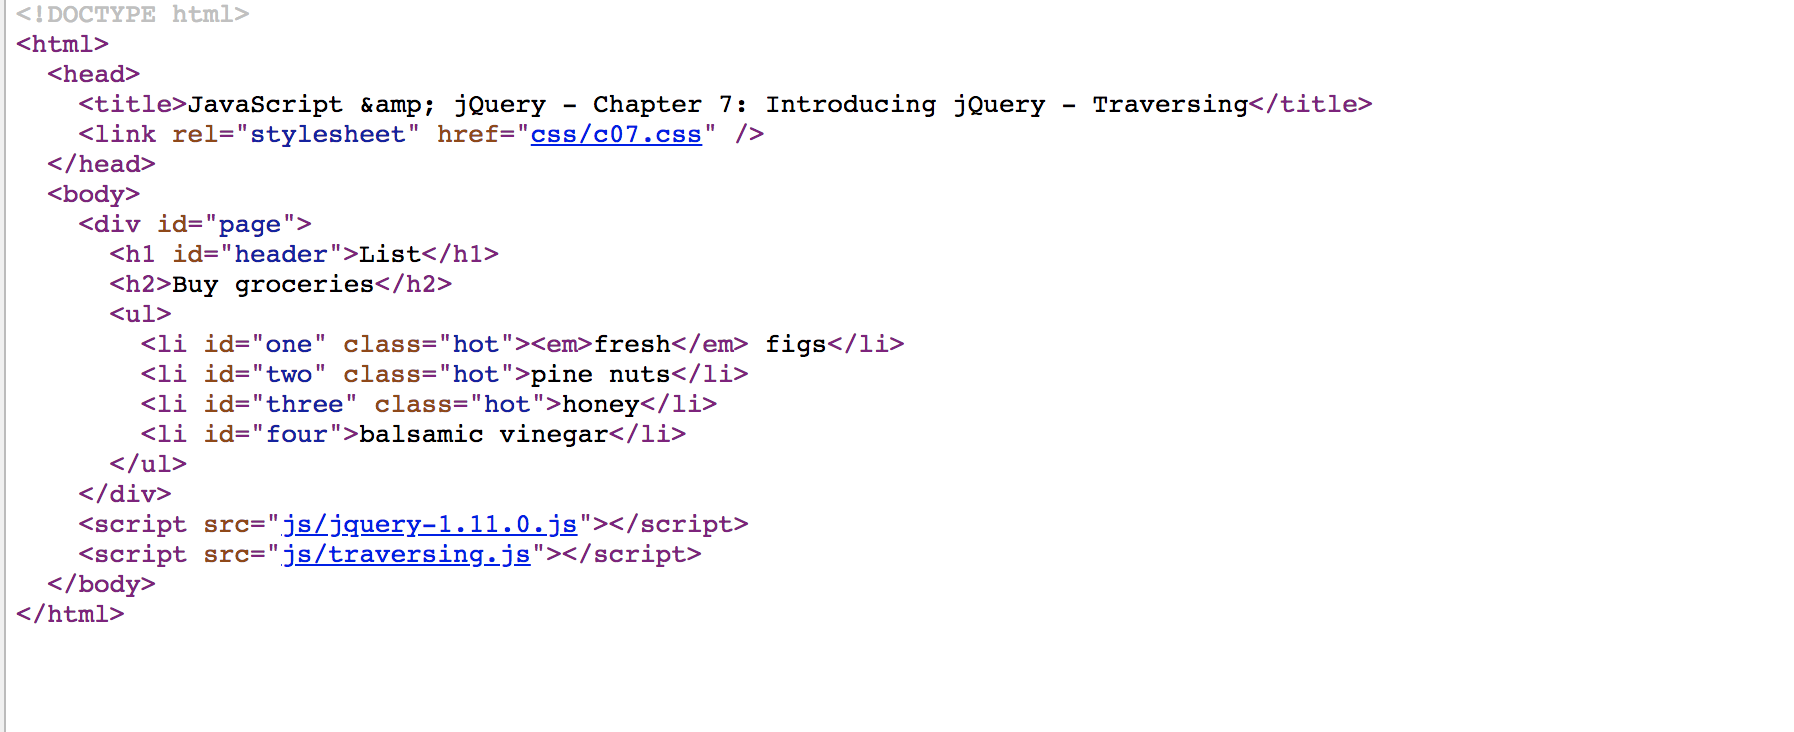 <!DOCTYPE html>
<html>
  <head>
    <title>JavaScript &amp; jQuery - Chapter 7: Introducing jQuery - Traversing</title>
    <link rel="stylesheet" href="css/c07.css" />
  </head>
  <body>
    <div id="page">
      <h1 id="header">List</h1>
      <h2>Buy groceries</h2>
      <ul>
        <li id="one" class="hot"><em>fresh</em> figs</li>
        <li id="two" class="hot">pine nuts</li>
        <li id="three" class="hot">honey</li>
        <li id="four">balsamic vinegar</li>
      </ul>
    </div>
    <script src="js/jquery-1.11.0.js"></script>
    <script src="js/traversing.js"></script>
  </body>
</html>